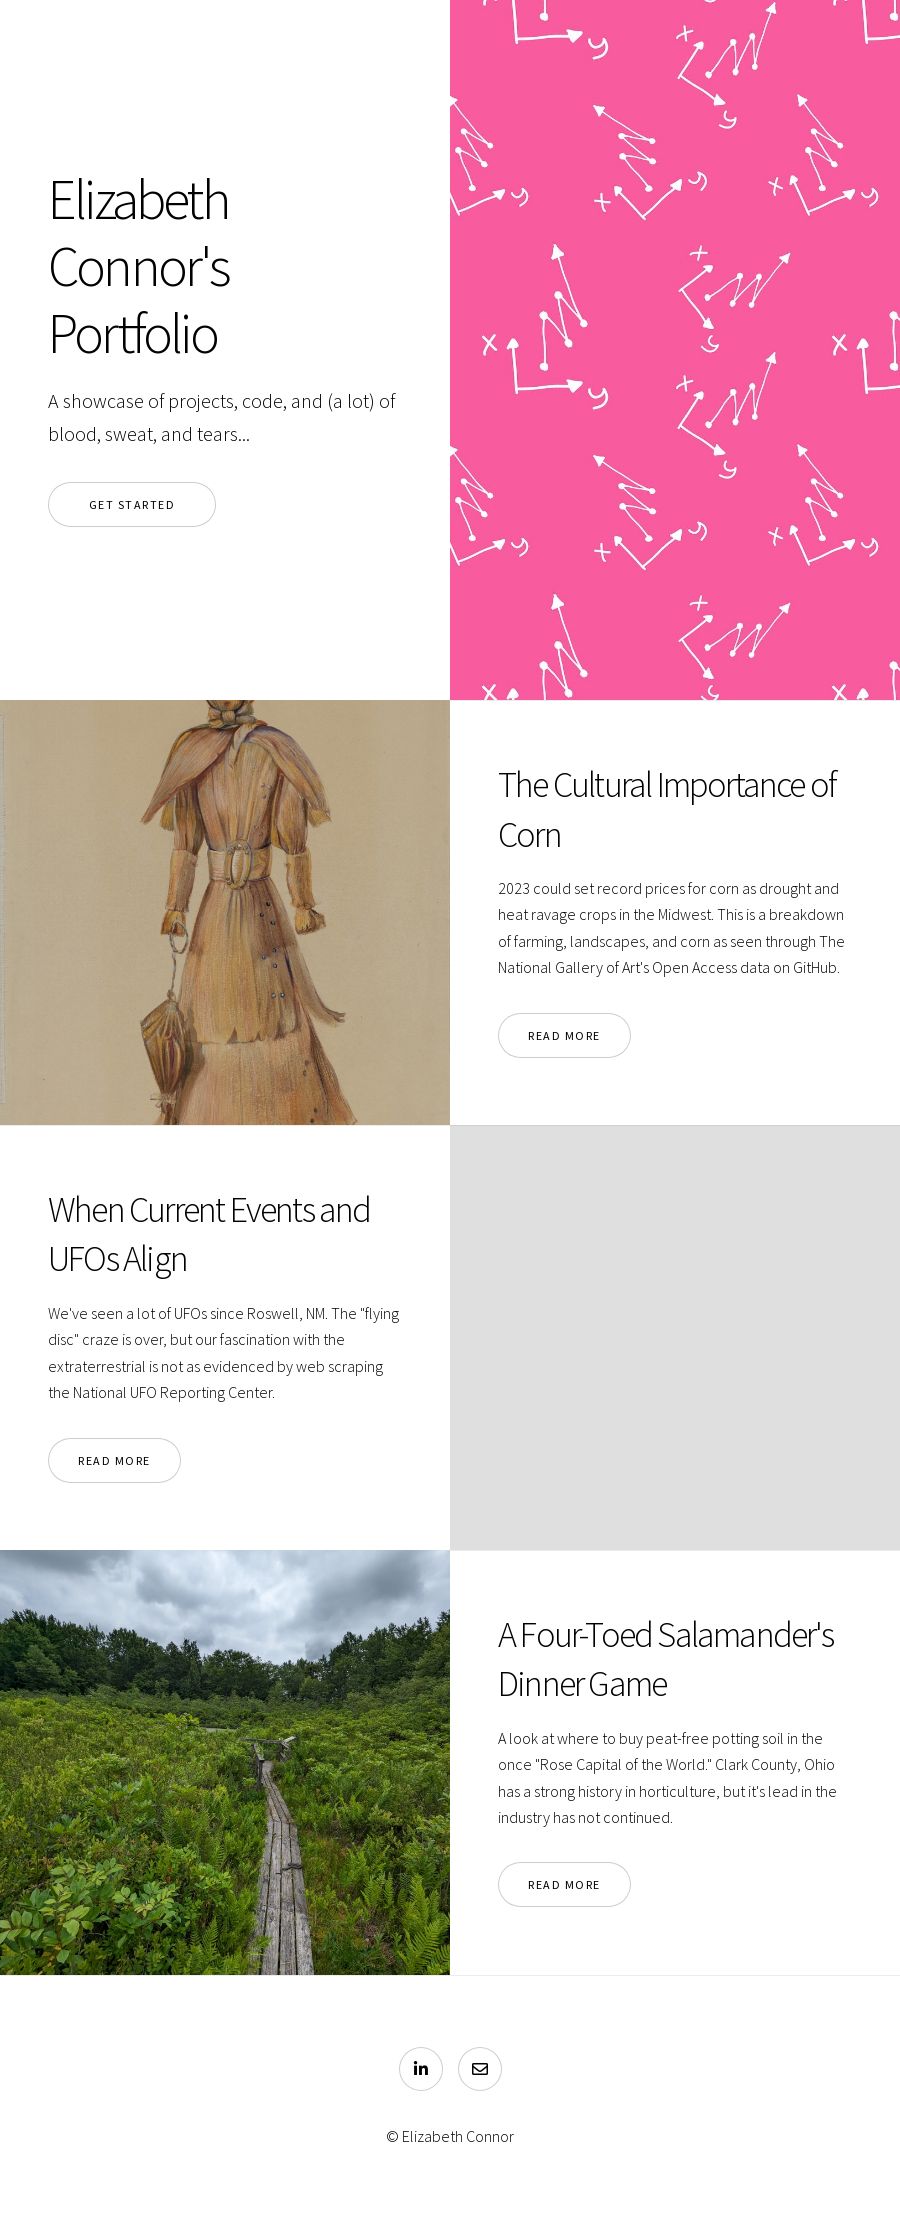 Elizabeth
Connor's
Portfolio
A showcase of projects, code, and (a lot) of
blood, sweat, and tears...
GET STARTED
The Cultural Importance of
Corn
2023 could set record prices for corn as drought and
heat ravage crops in the Midwest. This is a breakdown
of farming, landscapes, and corn as seen through The
National Gallery of Art's Open Access data on GitHub.
READ MORE
When Current Events and
UFOs Align
We've seen a lot of UFOs since Roswell, NM. The "flying
disc" craze is over, but our fascination with the
extraterrestrial is not as evidenced by web scraping
the National UFO Reporting Center.
READ MORE
A Four-Toed Salamander's
Dinner Game
A look at where to buy peat-free potting soil in the
once "Rose Capital of the World." Clark County, Ohio
has a strong history in horticulture, but it's lead in the
industry has not continued.
READ MORE
in
© Elizabeth Connor